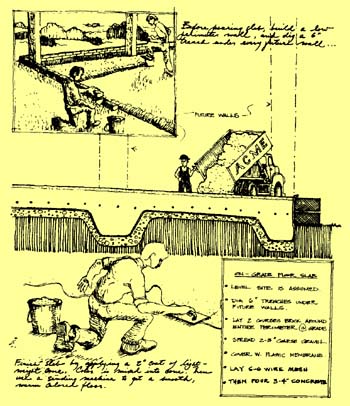 Before pouring slab, build a low
perimeter wall, and dig a 6"
trench under every future wall...
FUTURE WALLS
ACME
ON-GRADE FLOOR SLAB
• LEVEL SITE IS ASSUMED.
• DIG 6" TRENCHES UNDER
FUTURE WALLS.
• LAY 2 COURSES BRICK AROUND
ENTIRE PERIMETER, @ GRADE.
• SPREAD 2-3" COARSE GRAVEL.
• COVER W. PLASTIC MEMBRANE.
• LAY 6-6 WIRE MESH
• THEN POUR 3-4" CONCRETE
Finish slab by applying a 2" coat of light-
weight conc. Color is mixed into conc. then
use a grinding machine to get a smooth,
warm colored floor.